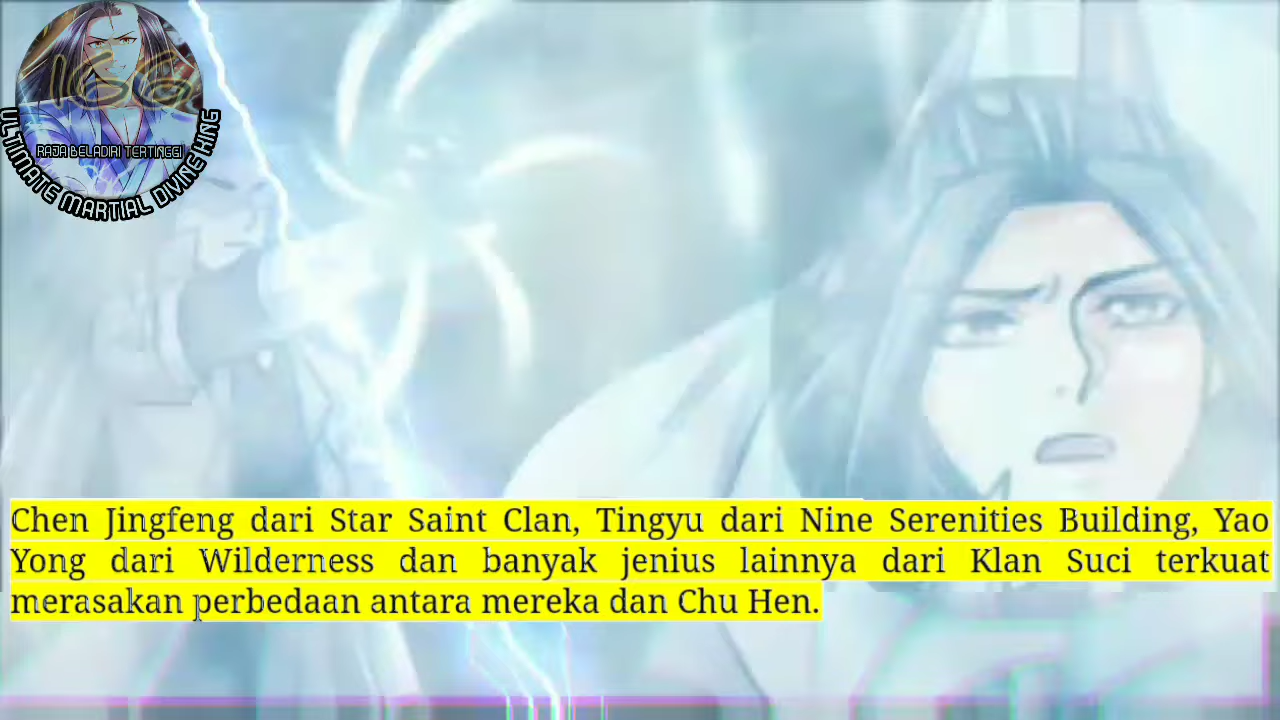 166
RAJA BELADIRI TERTINGGI
ULTIMATE MARTIAL DIVINE KING
Chen Jingfeng dari Star Saint Clan, Tingyu dari Nine Serenities Building, Yao
Yong dari Wilderness dan banyak jenius lainnya dari Klan Suci terkuat
merasakan perbedaan antara mereka dan Chu Hen.